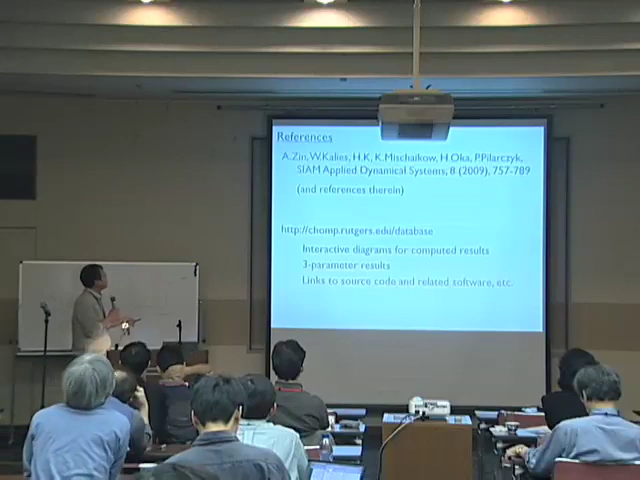 References
A.Zin, W.Kalies, H.K, K.Mischaikow, H.Oka, P.Pilarczyk,
SIAM Applied Dynamical Systems, 8 (2009), 757-789
(and references therein)
http://chomp.rutgers.edu/database
Interactive diagrams for computed results
3-parameter results
Links to source code and related software, etc.